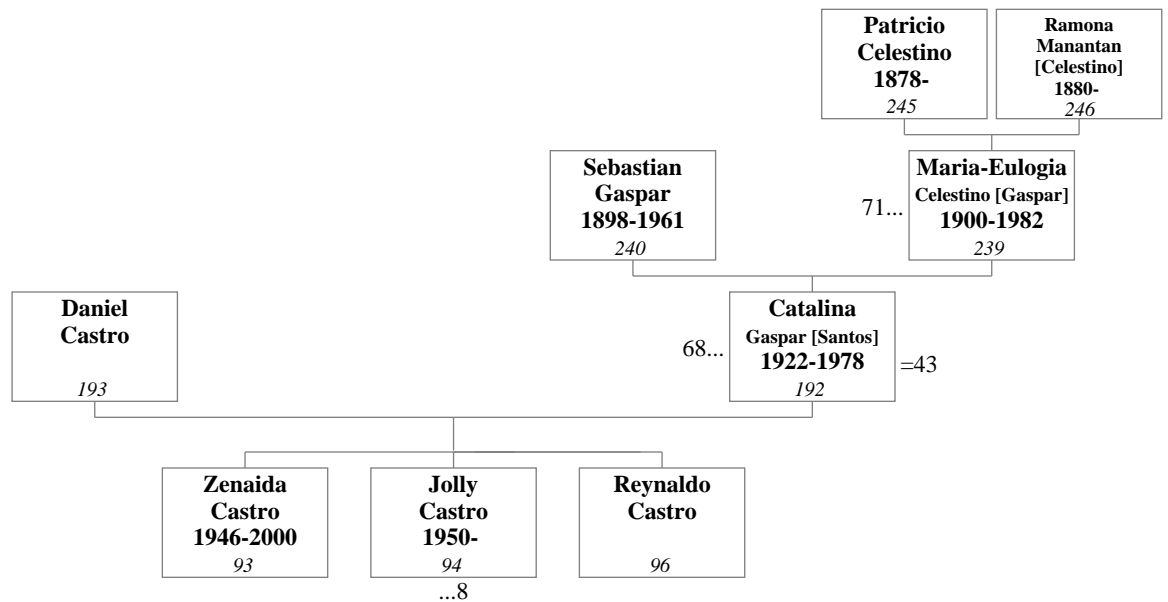 Patricio
Celestino
1878-
245
Ramona
Manantan
[Celestino]
1880-
246
Sebastian
Gaspar
1898-1961
240
71...
Maria-Eulogia
Celestino [Gaspar]
1900-1982
239
Daniel
Castro
193
68...
Catalina
Gaspar [Santos]
1922-1978
192
=43
Zenaida
Castro
1946-2000
93
Jolly
Castro
1950-
94
...8
Reynaldo
Castro
96